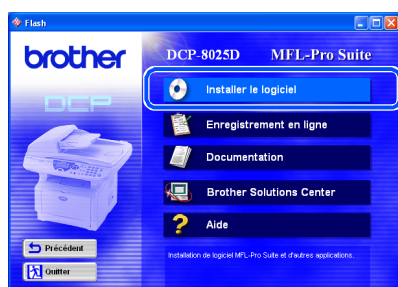 Flash
brother
DCP-8025D MFL-Pro Suite
DCP
Installer le logiciel
Enregistrement en ligne
Documentation
Brother Solutions Center
Aide
Précédent
Quitter
Installation de logiciel MFL-Pro Suite et d'autres applications.